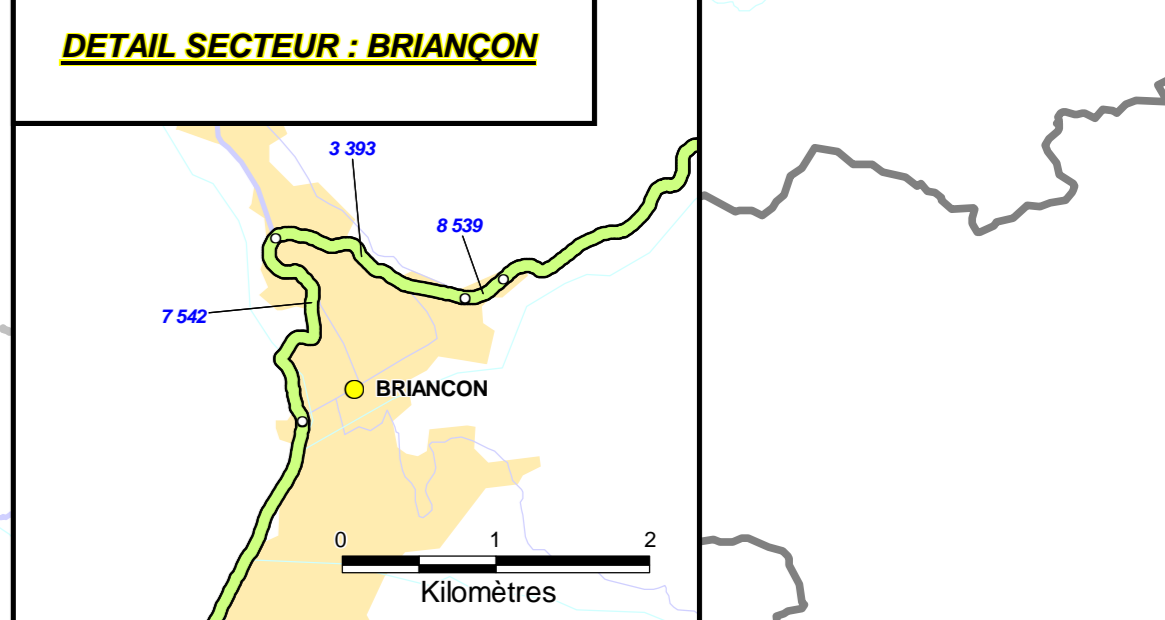 DETAIL SECTEUR : BRIANÇON
3 393
8 539
7 542
BRIANCON
0 1 2
Kilomètres